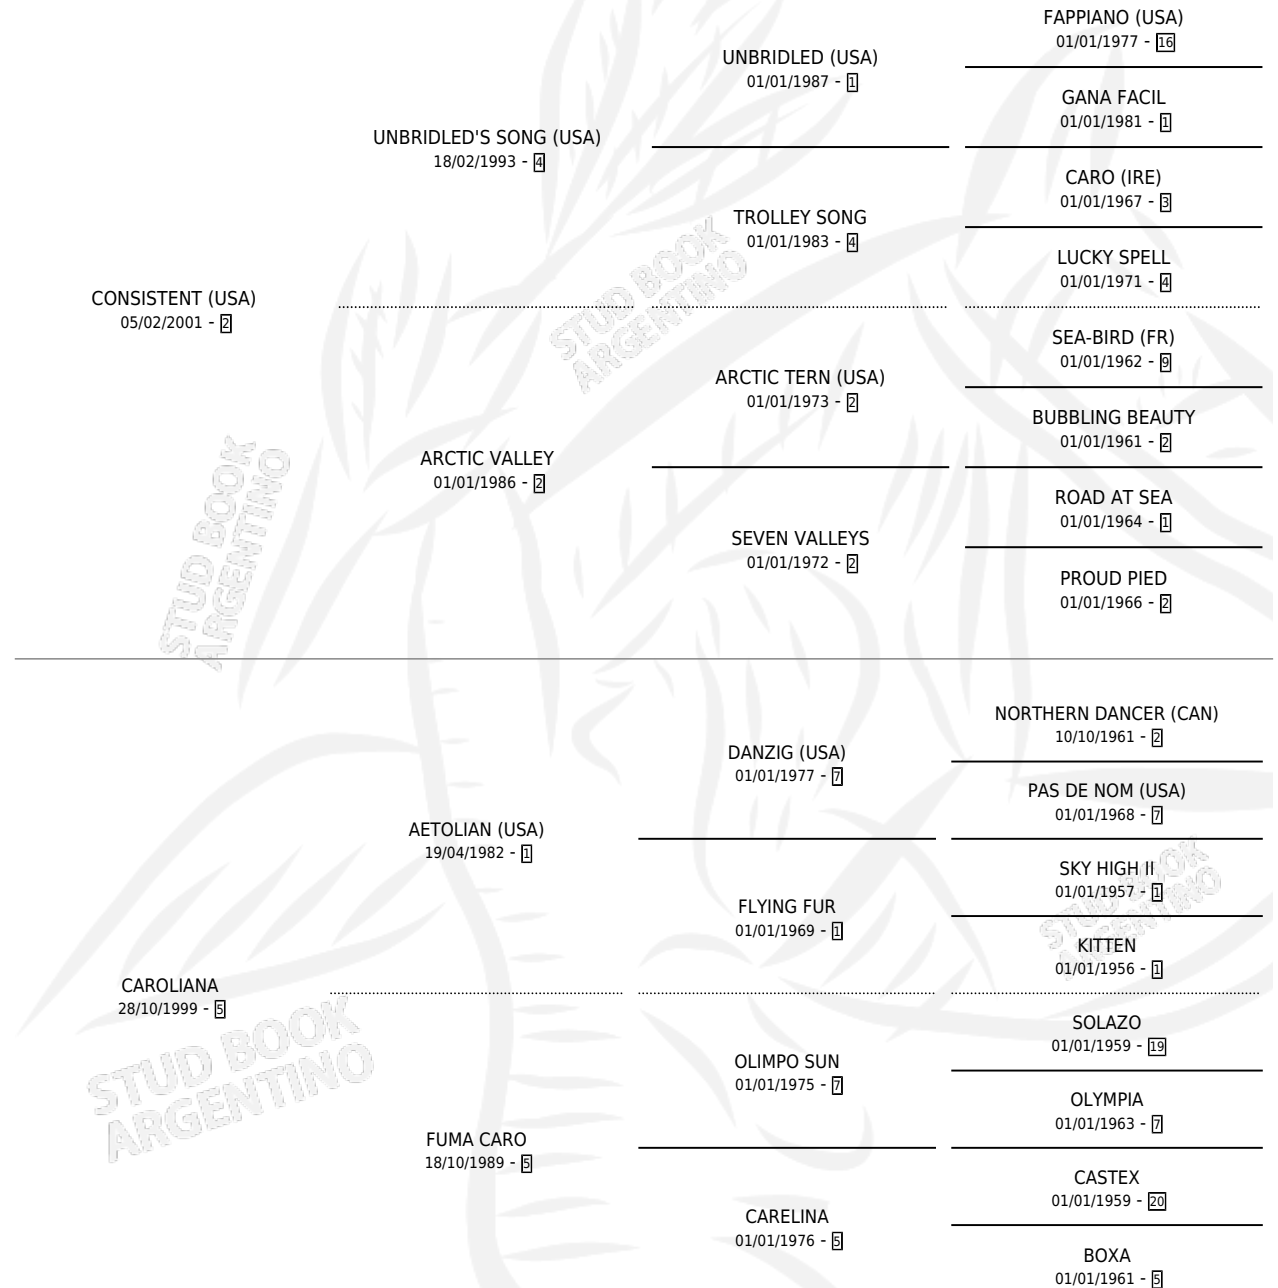 FAPPIANO (USA)
01/01/1977 - 16
UNBRIDLED (USA)
01/01/1987 - 1
GANA FACIL
01/01/1981 - 1
UNBRIDLED'S SONG (USA)
18/02/1993 - 4
CARO (IRE)
01/01/1967 - 3
TROLLEY SONG
01/01/1983 - 4
LUCKY SPELL
01/01/1971 - 4
CONSISTENT (USA)
05/02/2001 - 2
STUD BOOK
ARGENTINO
SEA-BIRD (FR)
01/01/1962 - 9
ARCTIC TERN (USA)
01/01/1973 - 2
BUBBLING BEAUTY
01/01/1961 - 2
ARCTIC VALLEY
01/01/1986 - 2
ROAD AT SEA
01/01/1964 - 1
SEVEN VALLEYS
01/01/1972 - 2
PROUD PIED
01/01/1966 - 2
STUD BOOK
ARGENTINO
NORTHERN DANCER (CAN)
10/10/1961 - 2
DANZIG (USA)
01/01/1977 - 7
PAS DE NOM (USA)
01/01/1968 - 7
AETOLIAN (USA)
19/04/1982 - 1
SKY HIGH II
01/01/1957 - 1
FLYING FUR
01/01/1969 - 1
KITTEN
01/01/1956 - 1
STUD BOOK
ARGENTINO
CAROLIANA
28/10/1999 - 5
SOLAZO
01/01/1959 - 19
OLIMPO SUN
01/01/1975 - 7
OLYMPIA
01/01/1963 - 7
STUD BOOK
ARGENTINO
FUMA CARO
18/10/1989 - 5
CASTEX
01/01/1959 - 20
CARELINA
01/01/1976 - 5
BOXA
01/01/1961 - 5